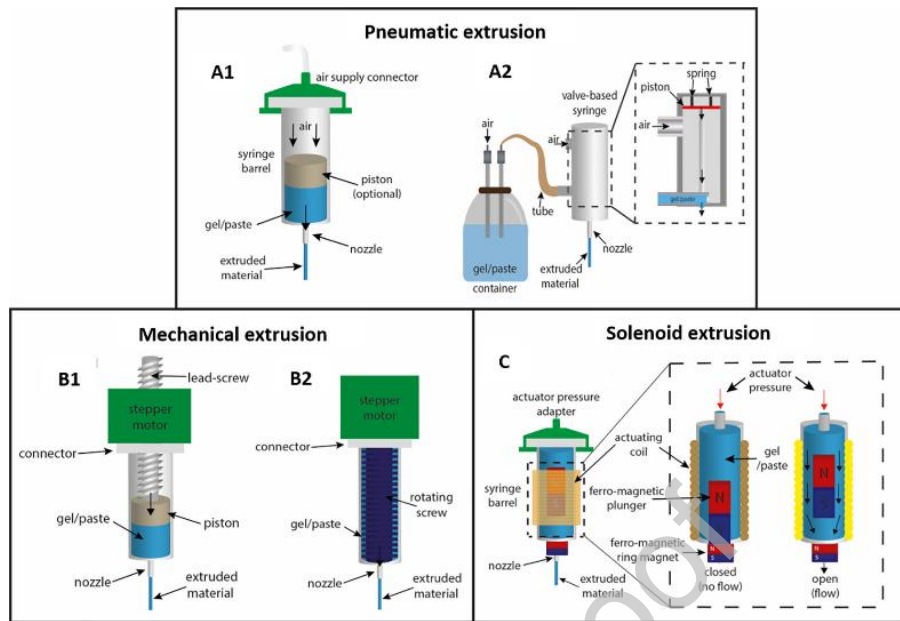 Pneumatic extrusion
A1
air supply connector
air
syringe
barrel
piston
(optional)
gel/paste
nozzle
extruded
material
A2
air
valve-based
syringe
air
tube
gel/paste
container
nozzle
extruded
material
spring
piston
air
gel/paste
Mechanical extrusion
B1
lead-screw
stepper
motor
connector
gel/paste
piston
nozzle
extruded
material
B2
stepper
motor
connector
rotating
screw
gel/paste
nozzle
extruded
material
Solenoid extrusion
C
actuator pressure
adapter
syringe
barrel
nozzle
extruded
material
actuator
pressure
actuating
coil
gel
/paste
ferro-magnetic
plunger
N
S
N
S
ferro-magnetic
ring magnet
N
S
N
S
closed
(no flow)
open
(flow)